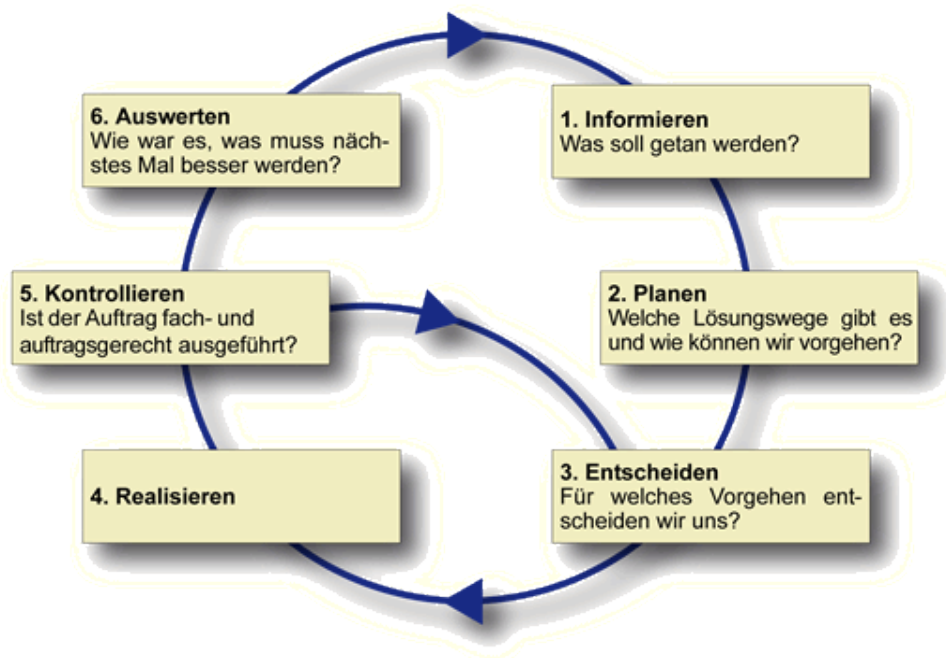 1. Informieren
Was soll getan werden?
2. Planen
Welche Lösungswege gibt es
und wie können wir vorgehen?
3. Entscheiden
Für welches Vorgehen ent-
scheiden wir uns?
4. Realisieren
5. Kontrollieren
Ist der Auftrag fach- und
auftragsgerecht ausgeführt?
6. Auswerten
Wie war es, was muss näch-
stes Mal besser werden?